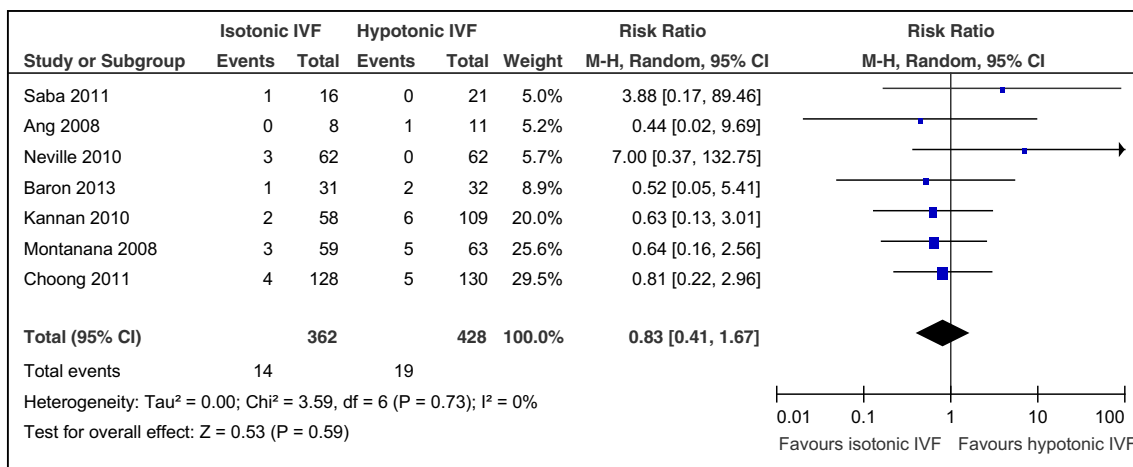 Isotonic IVF Hypotonic IVF Risk Ratio Risk Ratio
Study or Subgroup Events Total Events Total Weight M-H, Random, 95% CI M-H, Random, 95% CI
Saba 2011 1 16 0 21 5.0% 3.88 [0.17, 89.46]
Ang 2008 0 8 1 11 5.2% 0.44 [0.02, 9.69]
Neville 2010 3 62 0 62 5.7% 7.00 [0.37, 132.75]
Baron 2013 1 31 2 32 8.9% 0.52 [0.05, 5.41]
Kannan 2010 2 58 6 109 20.0% 0.63 [0.13, 3.01]
Montanana 2008 3 59 5 63 25.6% 0.64 [0.16, 2.56]
Choong 2011 4 128 5 130 29.5% 0.81 [0.22, 2.96]
Total (95% CI) 362 428 100.0% 0.83 [0.41, 1.67]
Total events 14 19
Heterogeneity: Tau² = 0.00; Chi² = 3.59, df = 6 (P = 0.73); I² = 0%
Test for overall effect: Z = 0.53 (P = 0.59)
0.01 0.1 1 10 100
Favours isotonic IVF Favours hypotonic IVF